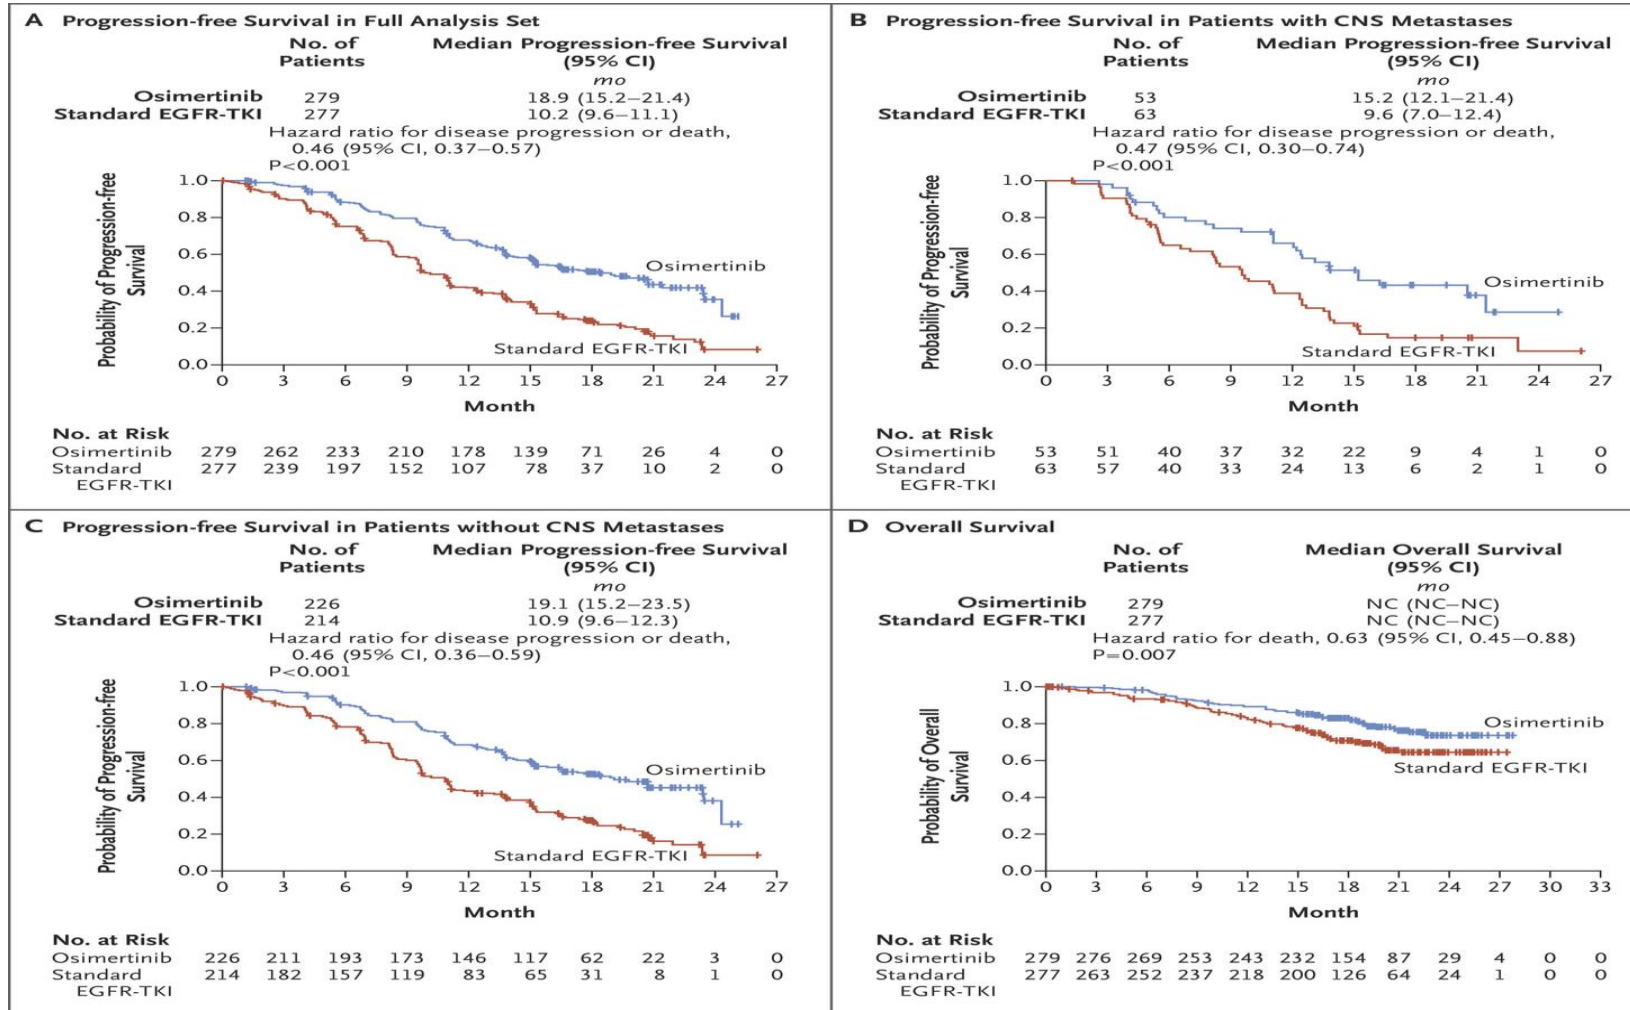 A Progression-free Survival in Full Analysis Set
No. of Patients Median Progression-free Survival (95% CI)
mo
Osimertinib 279 18.9 (15.2–21.4)
Standard EGFR-TKI 277 10.2 (9.6–11.1)
Hazard ratio for disease progression or death,
0.46 (95% CI, 0.37–0.57)
P<0.001
Probability of Progression-free Survival
1.0
0.8
0.6
0.4
0.2
0.0
Osimertinib
Standard EGFR-TKI
0 3 6 9 12 15 18 21 24 27
Month
No. at Risk
Osimertinib 279 262 233 210 178 139 71 26 4 0
Standard EGFR-TKI 277 239 197 152 107 78 37 10 2 0
B Progression-free Survival in Patients with CNS Metastases
No. of Patients Median Progression-free Survival (95% CI)
mo
Osimertinib 53 15.2 (12.1–21.4)
Standard EGFR-TKI 63 9.6 (7.0–12.4)
Hazard ratio for disease progression or death,
0.47 (95% CI, 0.30–0.74)
P<0.001
Probability of Progression-free Survival
1.0
0.8
0.6
0.4
0.2
0.0
Osimertinib
Standard EGFR-TKI
0 3 6 9 12 15 18 21 24 27
Month
No. at Risk
Osimertinib 53 51 40 37 32 22 9 4 1 0
Standard EGFR-TKI 63 57 40 33 24 13 6 2 1 0
C Progression-free Survival in Patients without CNS Metastases
No. of Patients Median Progression-free Survival (95% CI)
mo
Osimertinib 226 19.1 (15.2–23.5)
Standard EGFR-TKI 214 10.9 (9.6–12.3)
Hazard ratio for disease progression or death,
0.46 (95% CI, 0.36–0.59)
P<0.001
Probability of Progression-free Survival
1.0
0.8
0.6
0.4
0.2
0.0
Osimertinib
Standard EGFR-TKI
0 3 6 9 12 15 18 21 24 27
Month
No. at Risk
Osimertinib 226 211 193 173 146 117 62 22 3 0
Standard EGFR-TKI 214 182 157 119 83 65 31 8 1 0
D Overall Survival
No. of Patients Median Overall Survival (95% CI)
mo
Osimertinib 279 NC (NC–NC)
Standard EGFR-TKI 277 NC (NC–NC)
Hazard ratio for death, 0.63 (95% CI, 0.45–0.88)
P=0.007
Probability of Overall Survival
1.0
0.8
0.6
0.4
0.2
0.0
Osimertinib
Standard EGFR-TKI
0 3 6 9 12 15 18 21 24 27 30 33
Month
No. at Risk
Osimertinib 279 276 269 253 243 232 154 87 29 4 0 0
Standard EGFR-TKI 277 263 252 237 218 200 126 64 24 1 0 0